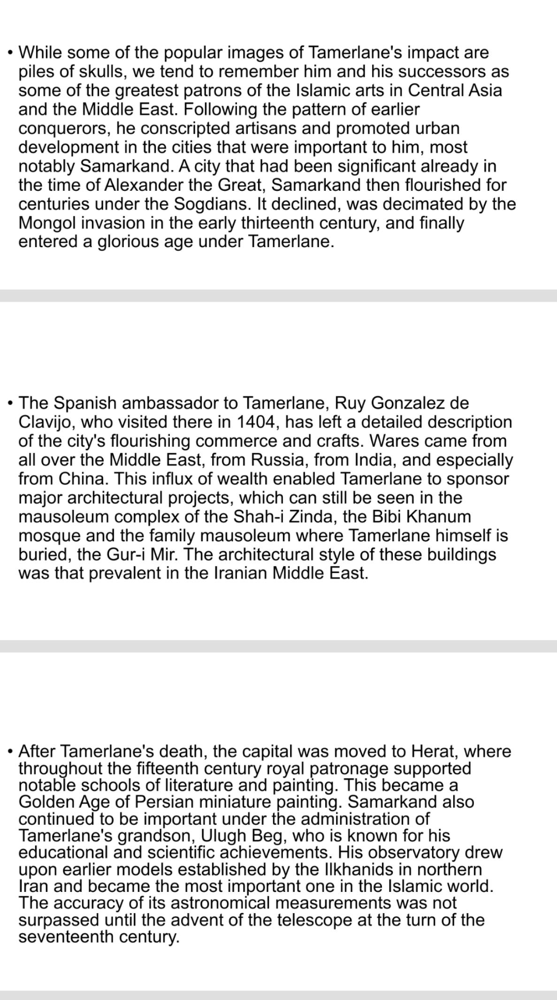 • While some of the popular images of Tamerlane's impact are
piles of skulls, we tend to remember him and his successors as
some of the greatest patrons of the Islamic arts in Central Asia
and the Middle East. Following the pattern of earlier
conquerors, he conscripted artisans and promoted urban
development in the cities that were important to him, most
notably Samarkand. A city that had been significant already in
the time of Alexander the Great, Samarkand then flourished for
centuries under the Sogdians. It declined, was decimated by the
Mongol invasion in the early thirteenth century, and finally
entered a glorious age under Tamerlane.
• The Spanish ambassador to Tamerlane, Ruy Gonzalez de
Clavijo, who visited there in 1404, has left a detailed description
of the city's flourishing commerce and crafts. Wares came from
all over the Middle East, from Russia, from India, and especially
from China. This influx of wealth enabled Tamerlane to sponsor
major architectural projects, which can still be seen in the
mausoleum complex of the Shah-i Zinda, the Bibi Khanum
mosque and the family mausoleum where Tamerlane himself is
buried, the Gur-i Mir. The architectural style of these buildings
was that prevalent in the Iranian Middle East.
• After Tamerlane's death, the capital was moved to Herat, where
throughout the fifteenth century royal patronage supported
notable schools of literature and painting. This became a
Golden Age of Persian miniature painting. Samarkand also
continued to be important under the administration of
Tamerlane's grandson, Ulugh Beg, who is known for his
educational and scientific achievements. His observatory drew
upon earlier models established by the Ilkhanids in northern
Iran and became the most important one in the Islamic world.
The accuracy of its astronomical measurements was not
surpassed until the advent of the telescope at the turn of the
seventeenth century.